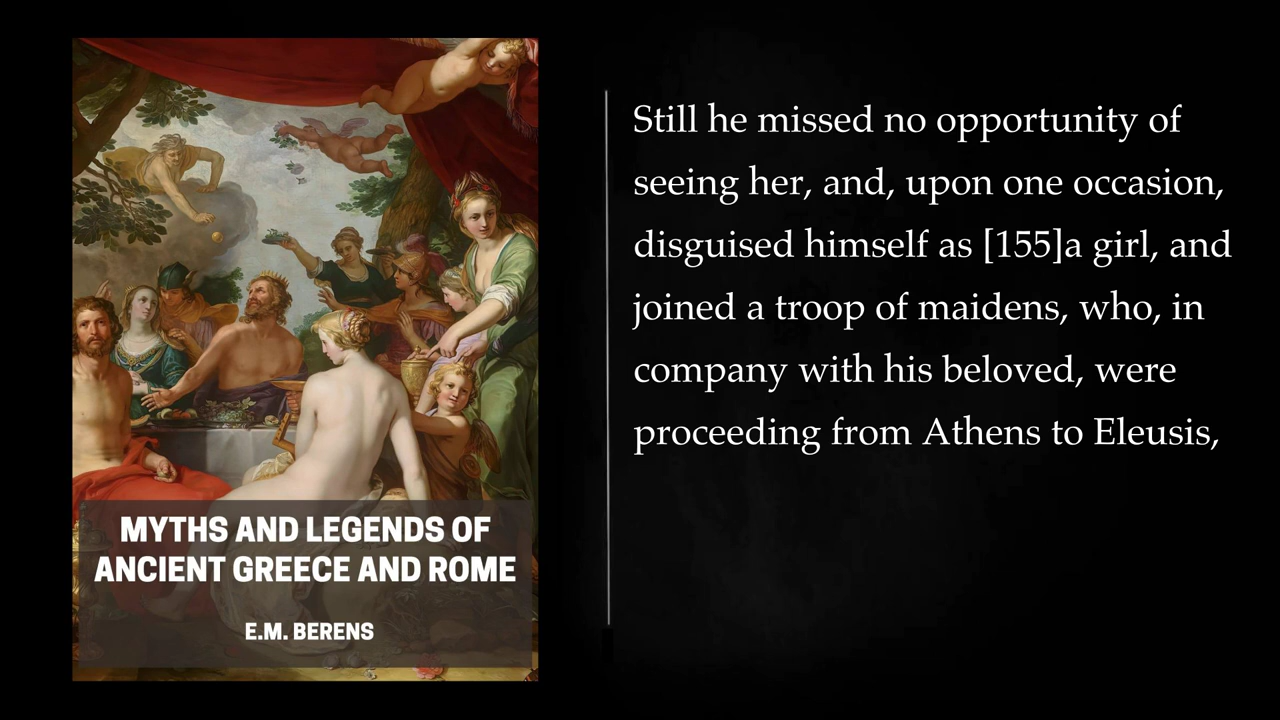 MYTHS AND LEGENDS OF
ANCIENT GREECE AND ROME
E.M. BERENS
Still he missed no opportunity of
seeing her, and, upon one occasion,
disguised himself as [155]a girl, and
joined a troop of maidens, who, in
company with his beloved, were
proceeding from Athens to Eleusis,